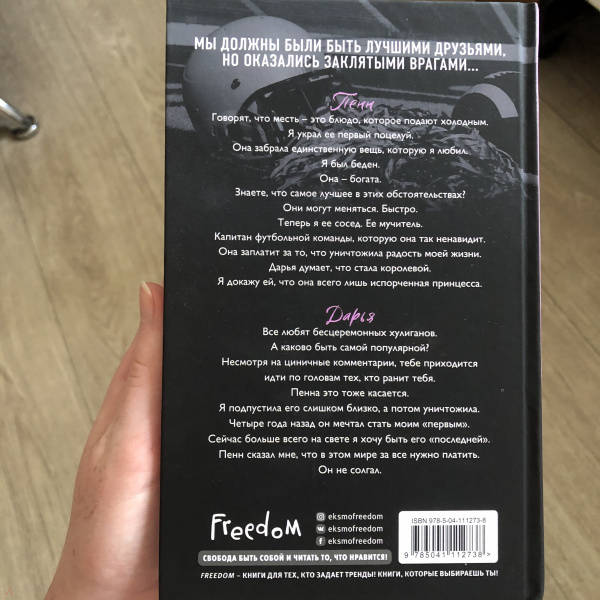 МЫ ДОЛЖНЫ БЫЛИ БЫТЬ ЛУЧШИМИ ДРУЗЬЯМИ,
НО ОКАЗАЛИСЬ ЗАКЛЯТЫМИ ВРАГАМИ...
Пенн
Говорят, что месть – это блюдо, которое подают холодным.
Я украл ее первый поцелуй.
Она забрала единственную вещь, которую я любил.
Я был беден.
Она – богата.
Знаете, что самое лучшее в этих обстоятельствах?
Они могут меняться. Быстро.
Теперь я ее сосед. Ее мучитель.
Капитан футбольной команды, которую она так ненавидит.
Она заплатит за то, что уничтожила радость моей жизни.
Дарья думает, что стала королевой.
Я докажу ей, что она всего лишь испорченная принцесса.
Дарья
Все любят бесцеремонных хулиганов.
А каково быть самой популярной?
Несмотря на циничные комментарии, тебе приходится
идти по головам тех, кто ранит тебя.
Пенна это тоже касается.
Я подпустила его слишком близко, а потом уничтожила.
Четыре года назад он мечтал стать моим «первым».
Сейчас больше всего на свете я хочу быть его «последней».
Пенн сказал мне, что в этом мире за все нужно платить.
Он не солгал.
FreedoM
eksmofreedom
eksmofreedom
eksmofreedom
ISBN 978-5-04-111273-8
9 785041 112738 >
СВОБОДА БЫТЬ СОБОЙ И ЧИТАТЬ ТО, ЧТО НРАВИТСЯ!
FREEDOM – КНИГИ ДЛЯ ТЕХ, КТО ЗАДАЕТ ТРЕНДЫ! КНИГИ, КОТОРЫЕ ВЫБИРАЕШЬ ТЫ!